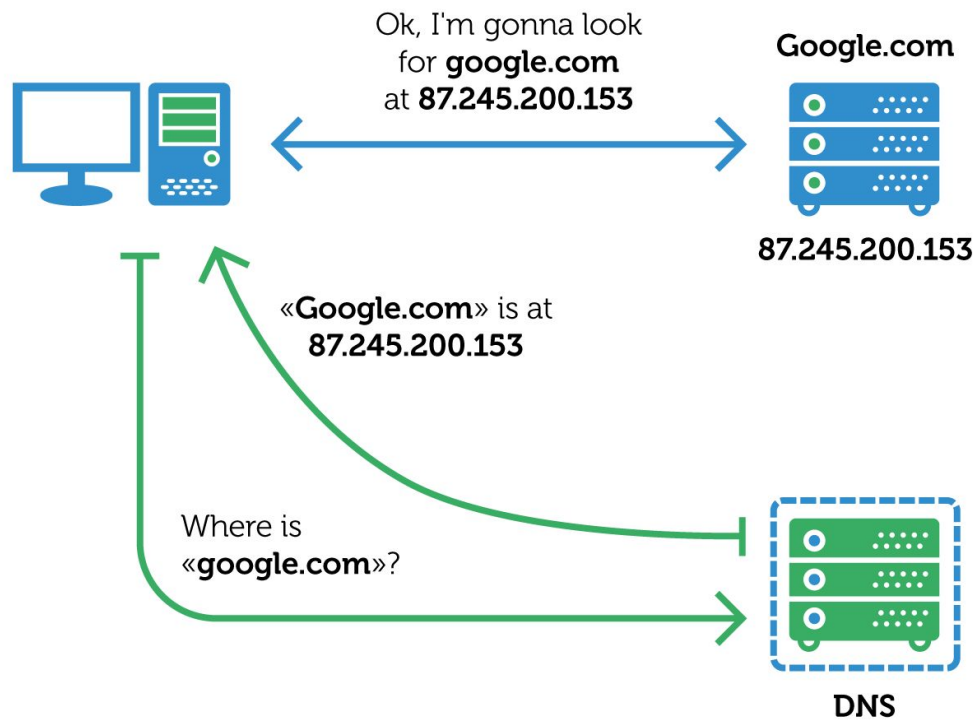 Ok, I'm gonna look
for google.com
at 87.245.200.153
Google.com
87.245.200.153
«Google.com» is at
87.245.200.153
Where is
«google.com»?
DNS